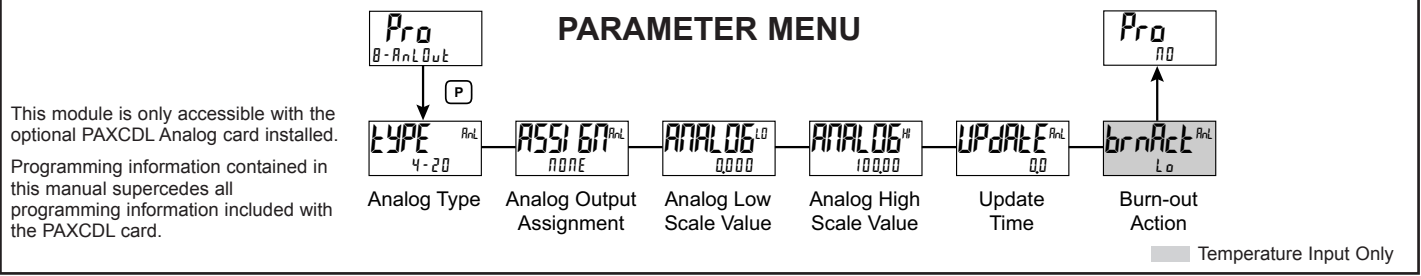 PARAMETER MENU
Pro
8-AnLOut
P
Pro
NO
This module is only accessible with the
optional PAXCDL Analog card installed.
Programming information contained in
this manual supercedes all
programming information included with
the PAXCDL card.
tYPE AnL
4-20
Analog Type
ASSIGN AnL
NONE
Analog Output
Assignment
ANALOG LO
0.000
Analog Low
Scale Value
ANALOG HI
100.00
Analog High
Scale Value
UPdAtE AnL
0.0
Update
Time
brnAct AnL
Lo
Burn-out
Action
Temperature Input Only